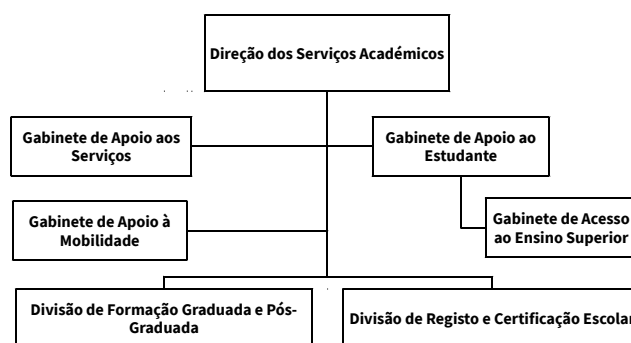 Direção dos Serviços Académicos
Gabinete de Apoio aos
Serviços
Gabinete de Apoio ao
Estudante
Gabinete de Apoio à
Mobilidade
Gabinete de Acesso
ao Ensino Superior
Divisão de Formação Graduada e Pós-
Graduada
Divisão de Registo e Certificação Escolar